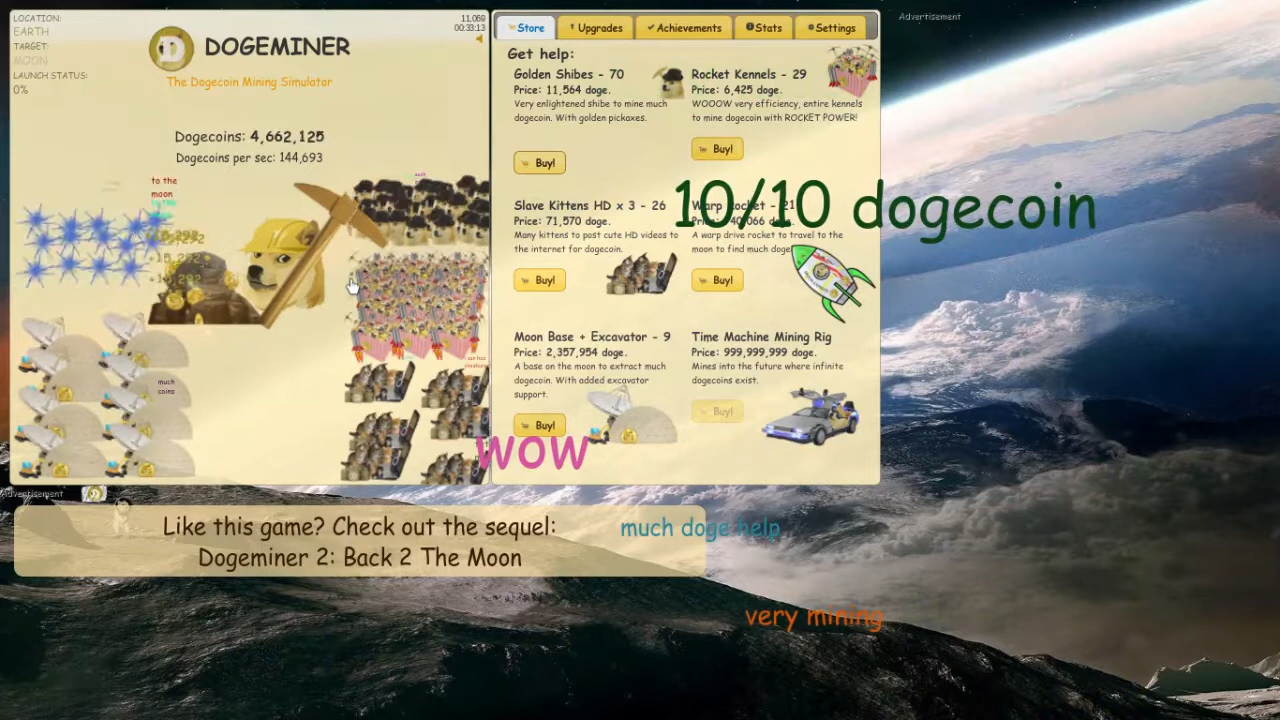 LOCATION:
EARTH
TARGET:
MOON
LAUNCH STATUS:
0%
DOGEMINER
The Dogecoin Mining Simulator
11,069
00:33:13
Dogecoins: 4,662,125
Dogecoins per sec: 144,693
to the
moon
such
+15,292
+15,292
much
coins
Store
Upgrades
Achievements
Stats
Settings
Get help:
Golden Shibes - 70
Price: 11,564 doge.
Very enlightened shibe to mine much
dogecoin. With golden pickaxes.
Buy!
Rocket Kennels - 29
Price: 6,425 doge.
WOOOW very efficiency, entire kennels
to mine dogecoin with ROCKET POWER!
Buy!
Slave Kittens HD x 3 - 26
Price: 71,570 doge.
Many kittens to post cute HD videos to
the internet for dogecoin.
Buy!
Warp Rocket - 21
doge.
A warp drive rocket to travel to the
moon to find much doge
Buy!
Moon Base + Excavator - 9
Price: 2,357,954 doge.
A base on the moon to extract much
dogecoin. With added excavator
support.
Buy!
Time Machine Mining Rig
Price: 999,999,999 doge.
Mines into the future where infinite
dogecoins exist.
Buy!
10/10 dogecoin
wow
much doge help
very mining
Advertisement
Advertisement
Like this game? Check out the sequel:
Dogeminer 2: Back 2 The Moon